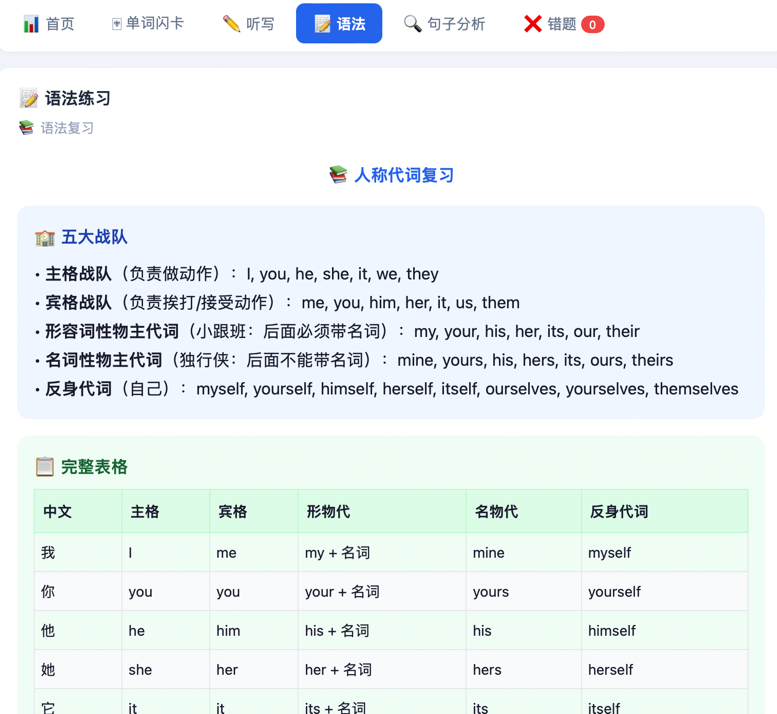 📊 首页 🃏 单词闪卡 ✏️ 听写 📝 语法 🔍 句子分析 ❌ 错题 0
📝 语法练习
📚 语法复习
📚 人称代词复习
🏫 五大战队
• 主格战队（负责做动作）：I, you, he, she, it, we, they
• 宾格战队（负责挨打/接受动作）：me, you, him, her, it, us, them
• 形容词性物主代词（小跟班：后面必须带名词）：my, your, his, her, its, our, their
• 名词性物主代词（独行侠：后面不能带名词）：mine, yours, his, hers, its, ours, theirs
• 反身代词（自己）：myself, yourself, himself, herself, itself, ourselves, yourselves, themselves
📋 完整表格
中文 主格 宾格 形物代 名物代 反身代词
我 I me my + 名词 mine myself
你 you you your + 名词 yours yourself
他 he him his + 名词 his himself
她 she her her + 名词 hers herself
它 it it its + 名词 its itself